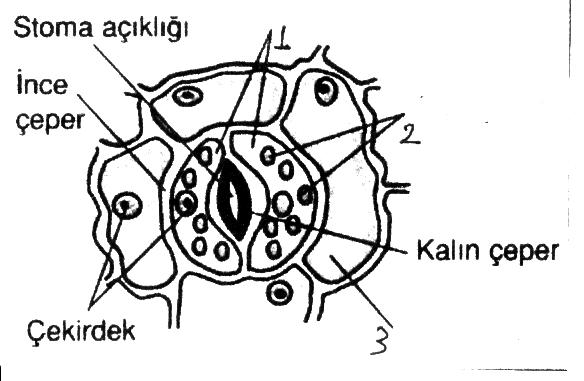 Stoma açıklığı
1
İnce
çeper
2
Kalın çeper
Çekirdek
3